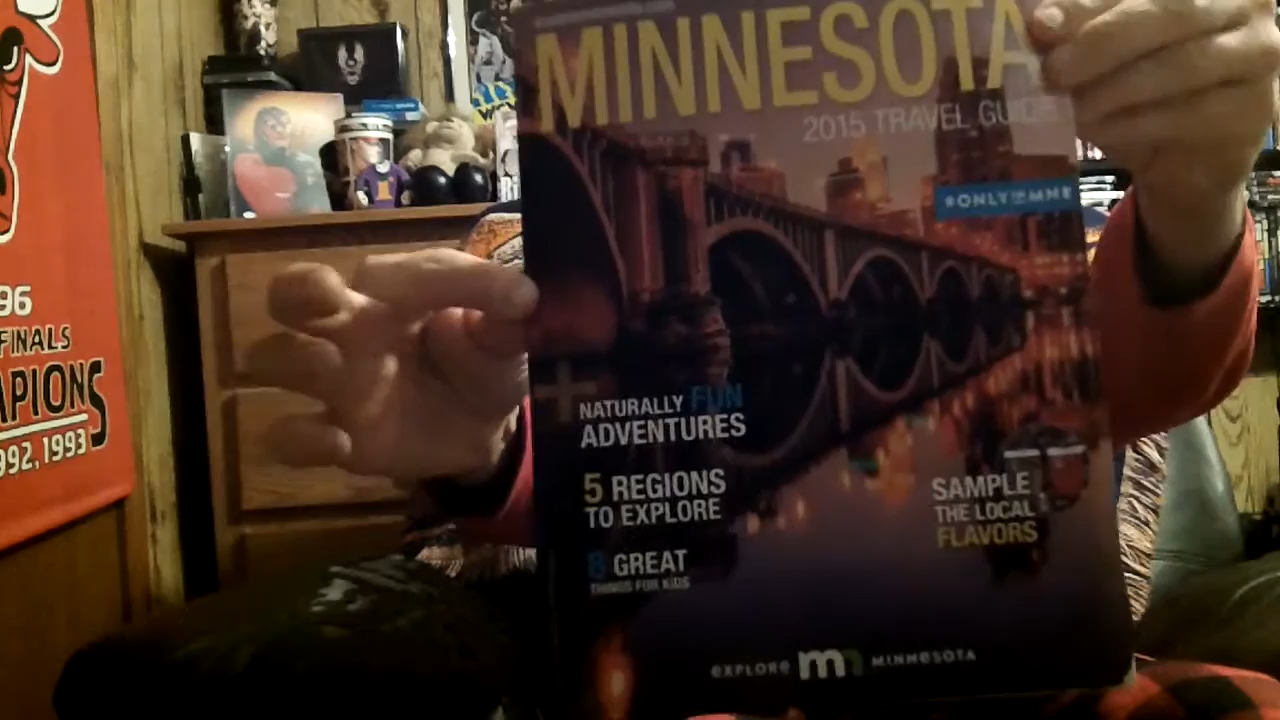 MINNESOTA
2015 TRAVEL GUIDE
#ONLYINMN
NATURALLY FUN
ADVENTURES
5 REGIONS
TO EXPLORE
8 GREAT
THINGS FOR KIDS
SAMPLE
THE LOCAL
FLAVORS
EXPLORE mn MINNESOTA
96
FINALS
APIONS
992, 1993